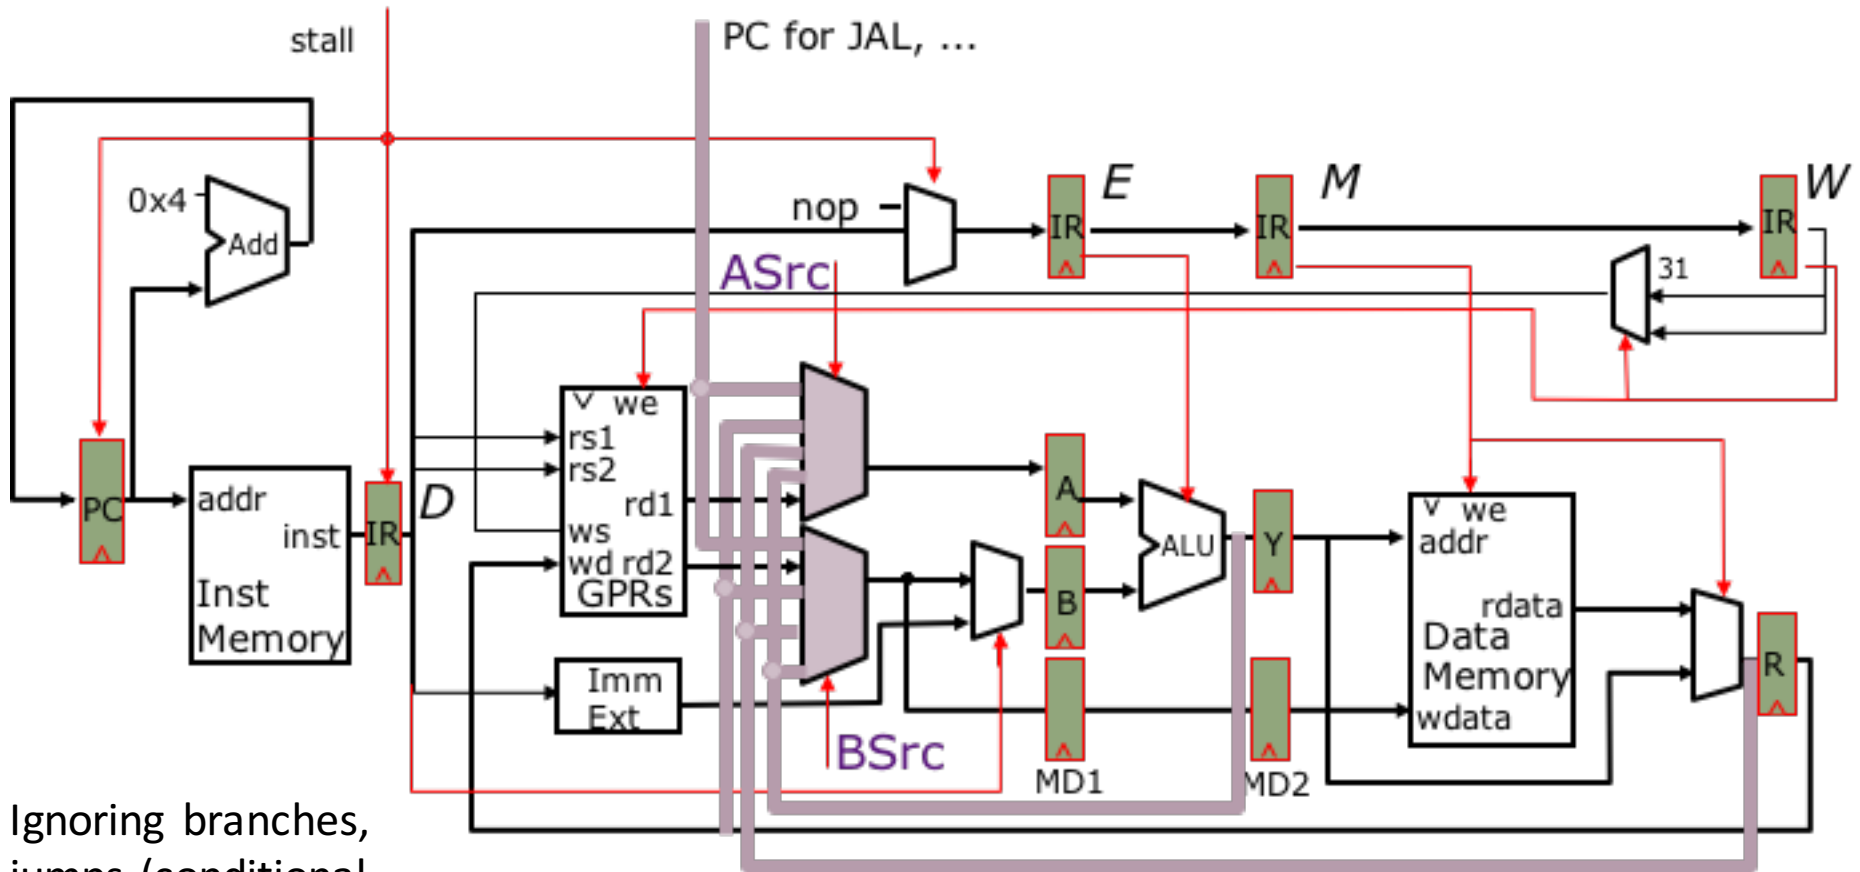 stall
PC for JAL, ...
0x4
Add
nop
IR
E
IR
M
IR
W
31
ASrc
we
rs1
rs2
rd1
ws
wd rd2
GPRs
PC
addr
inst
Inst
Memory
IR
D
A
B
ALU
Y
we
addr
rdata
Data
Memory
wdata
R
Imm
Ext
BSrc
MD1
MD2
Ignoring branches,
jumps (conditional